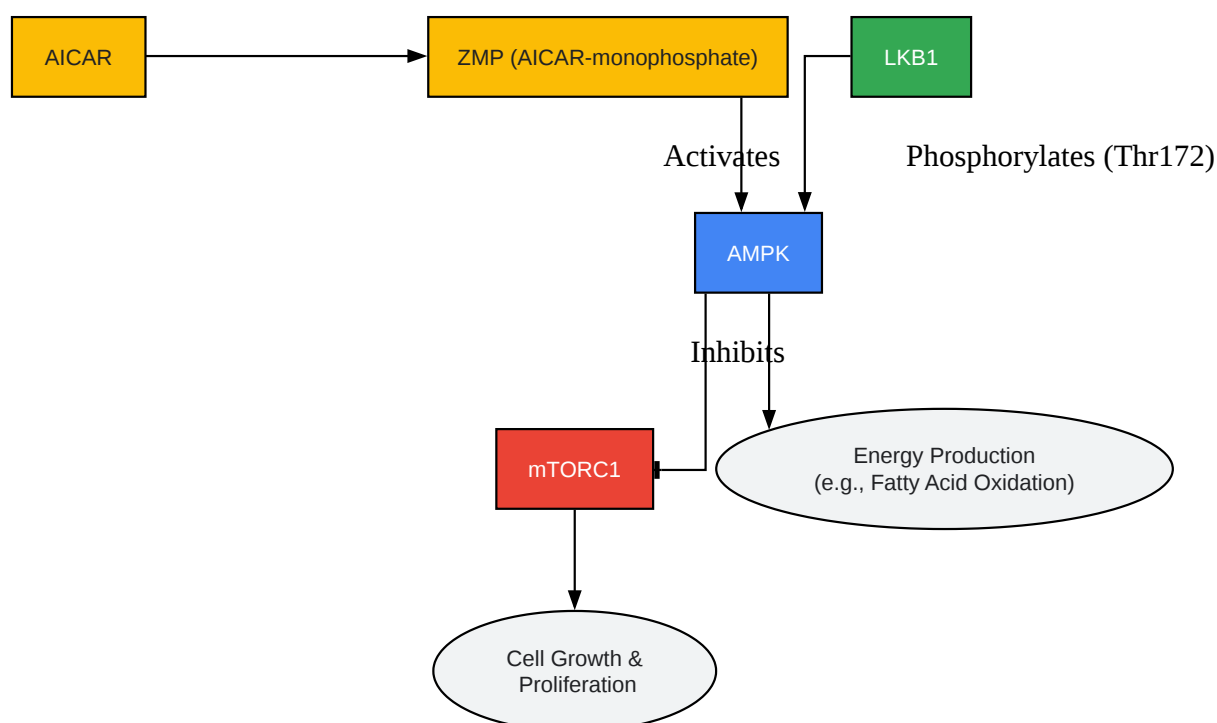 AICAR
ZMP (AICAR-monophosphate)
LKB1
Activates
Phosphorylates (Thr172)
AMPK
Inhibits
mTORC1
Energy Production
(e.g., Fatty Acid Oxidation)
Cell Growth &
Proliferation